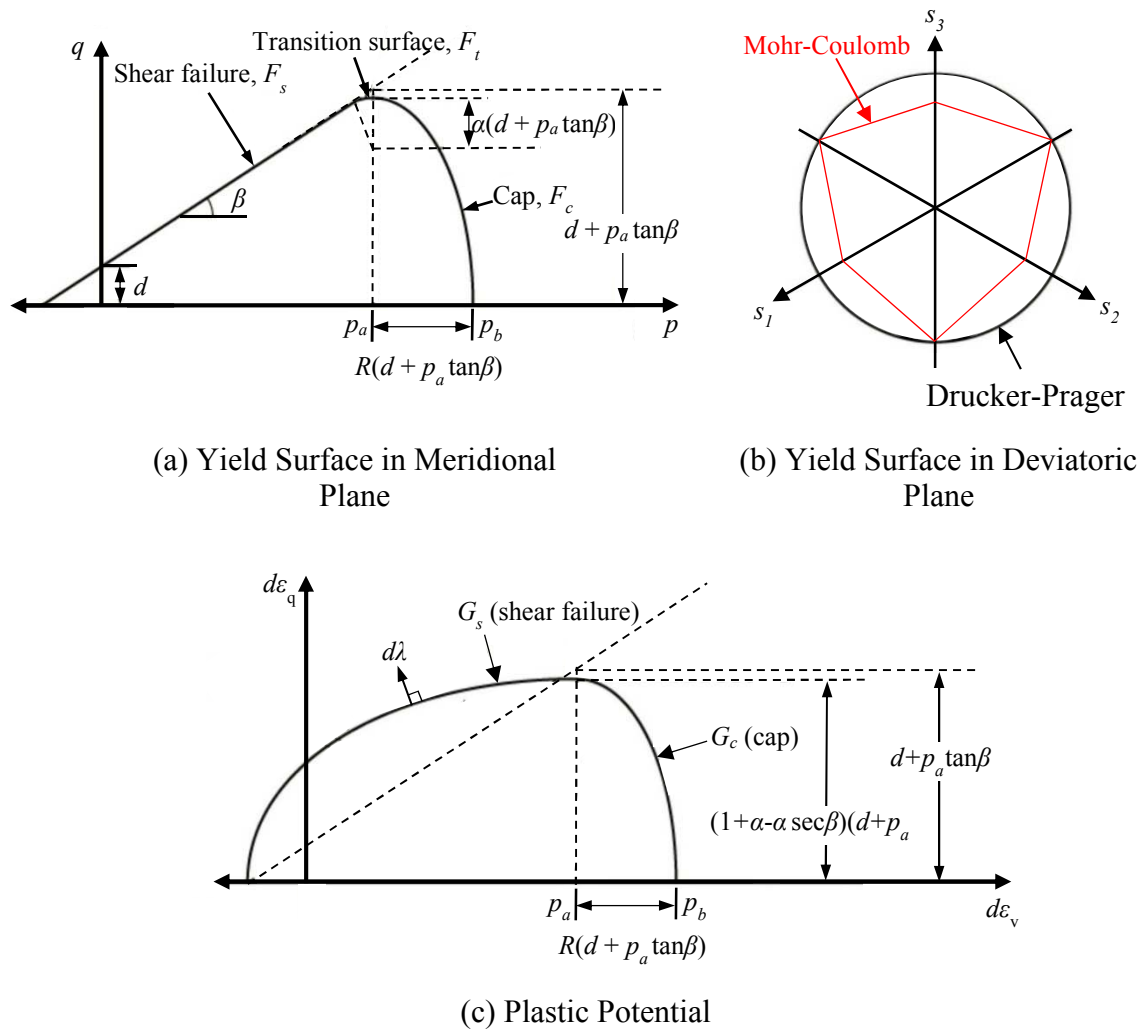 q
Transition surface, F_t
Shear failure, F_s
α(d + p_a tanβ)
β
Cap, F_c
d + p_a tanβ
d
p_a
p_b
p
R(d + p_a tanβ)
(a) Yield Surface in Meridional
Plane
s_3
Mohr-Coulomb
s_1
s_2
Drucker-Prager
(b) Yield Surface in Deviatoric
Plane
dε_q
G_s (shear failure)
dλ
G_c (cap)
d+p_a tanβ
(1+α-α secβ)(d+p_a
p_a
p_b
dε_v
R(d + p_a tanβ)
(c) Plastic Potential